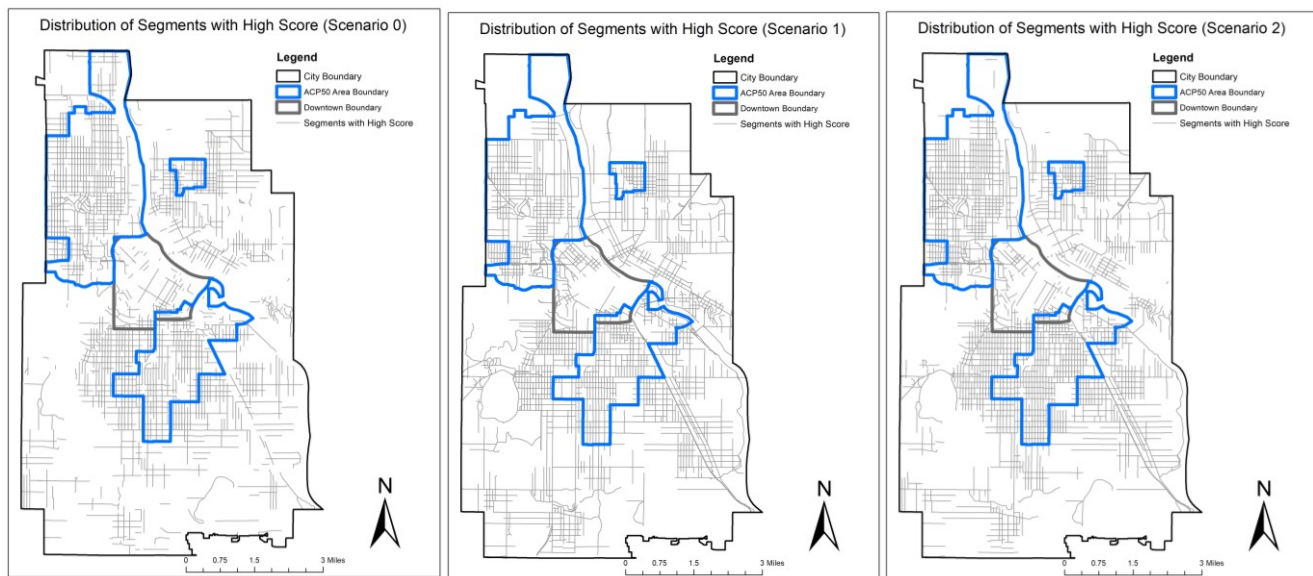 Distribution of Segments with High Score (Scenario 0)
Legend
City Boundary
ACP50 Area Boundary
Downtown Boundary
Segments with High Score
N
0 0.75 1.5 3 Miles
Distribution of Segments with High Score (Scenario 1)
Legend
City Boundary
ACP50 Area Boundary
Downtown Boundary
Segments with High Score
N
0 0.75 1.5 3 Miles
Distribution of Segments with High Score (Scenario 2)
Legend
City Boundary
ACP50 Area Boundary
Downtown Boundary
Segments with High Score
N
0 0.75 1.5 3 Miles